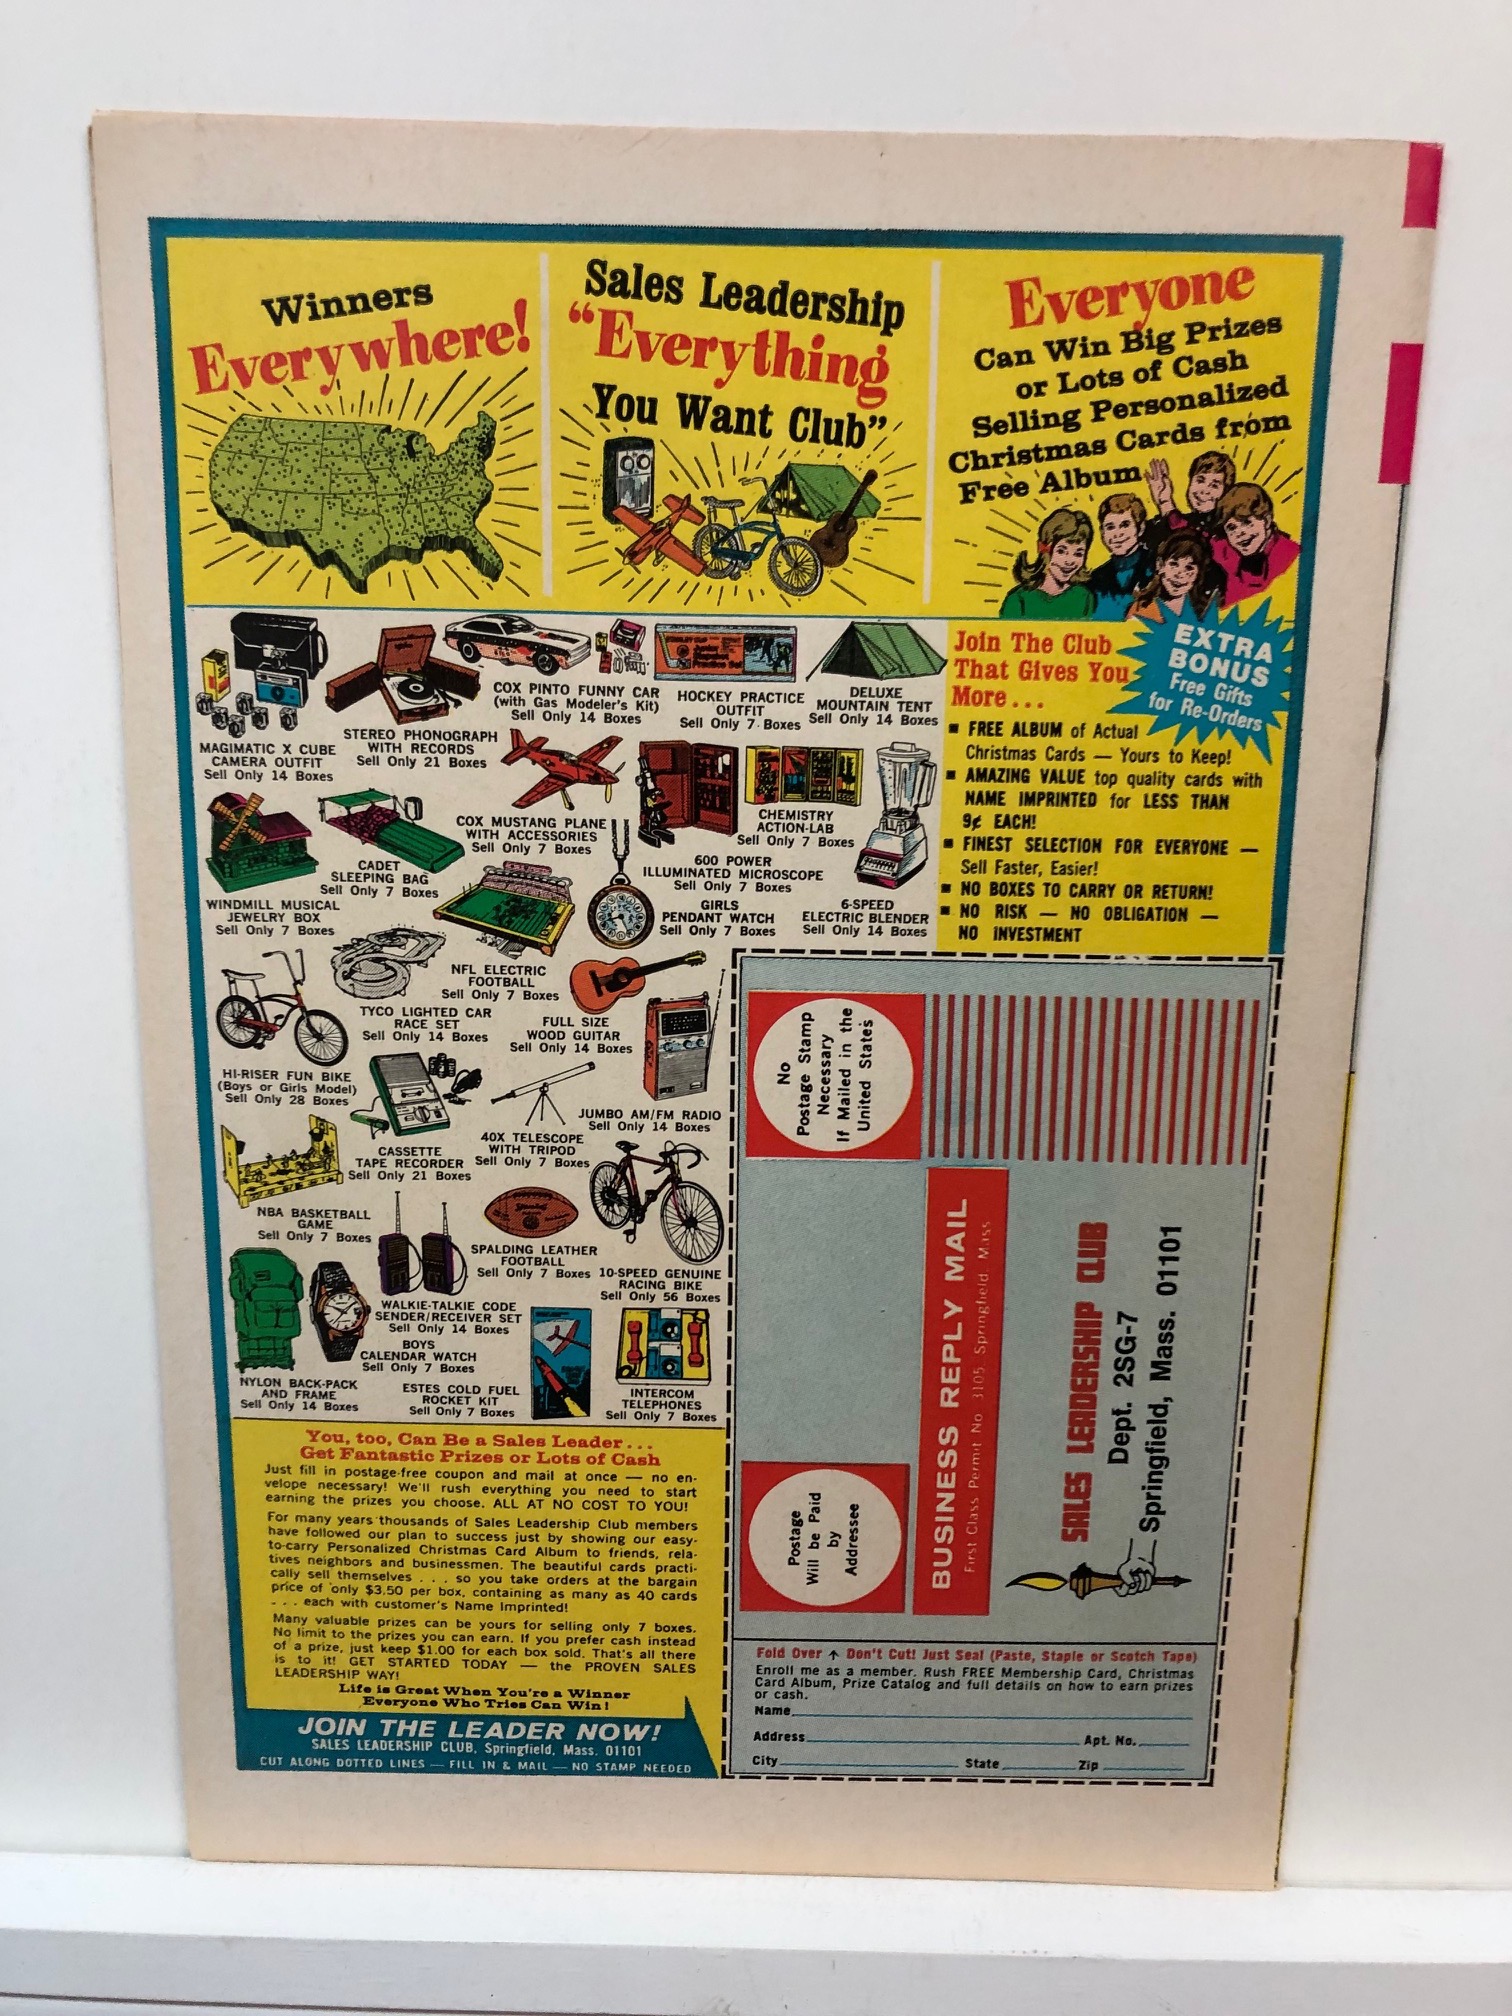 Winners
Everywhere!
Sales Leadership
"Everything
You Want Club"
Everyone
Can Win Big Prizes
or Lots of Cash
Selling Personalized
Christmas Cards from
Free Album
EXTRA
BONUS
Free Gifts
for Re-Orders
Join The Club
That Gives You
More...
FREE ALBUM of Actual
Christmas Cards — Yours to Keep!
AMAZING VALUE top quality cards with
NAME IMPRINTED for LESS THAN
9¢ EACH!
FINEST SELECTION FOR EVERYONE —
Sell Faster, Easier!
NO BOXES TO CARRY OR RETURN!
NO RISK — NO OBLIGATION —
NO INVESTMENT
MAGIMATIC X CUBE
CAMERA OUTFIT
Sell Only 14 Boxes
STEREO PHONOGRAPH
WITH RECORDS
Sell Only 21 Boxes
COX PINTO FUNNY CAR
(with Gas Modeler's Kit)
Sell Only 14 Boxes
HOCKEY PRACTICE
OUTFIT
Sell Only 7 Boxes
DELUXE
MOUNTAIN TENT
Sell Only 14 Boxes
WINDMILL MUSICAL
JEWELRY BOX
Sell Only 7 Boxes
CADET
SLEEPING BAG
Sell Only 7 Boxes
COX MUSTANG PLANE
WITH ACCESSORIES
Sell Only 7 Boxes
600 POWER
ILLUMINATED MICROSCOPE
Sell Only 7 Boxes
CHEMISTRY
ACTION-LAB
Sell Only 7 Boxes
GIRLS
PENDANT WATCH
Sell Only 7 Boxes
6-SPEED
ELECTRIC BLENDER
Sell Only 14 Boxes
NFL ELECTRIC
FOOTBALL
Sell Only 7 Boxes
TYCO LIGHTED CAR
RACE SET
Sell Only 14 Boxes
FULL SIZE
WOOD GUITAR
Sell Only 14 Boxes
HI-RISER FUN BIKE
(Boys or Girls Model)
Sell Only 28 Boxes
JUMBO AM/FM RADIO
Sell Only 14 Boxes
40X TELESCOPE
WITH TRIPOD
Sell Only 7 Boxes
CASSETTE
TAPE RECORDER
Sell Only 21 Boxes
NBA BASKETBALL
GAME
Sell Only 7 Boxes
SPALDING LEATHER
FOOTBALL
Sell Only 7 Boxes
10-SPEED GENUINE
RACING BIKE
Sell Only 56 Boxes
WALKIE-TALKIE CODE
SENDER/RECEIVER SET
Sell Only 14 Boxes
BOYS
CALENDAR WATCH
Sell Only 7 Boxes
NYLON BACK-PACK
AND FRAME
Sell Only 14 Boxes
ESTES COLD FUEL
ROCKET KIT
Sell Only 7 Boxes
INTERCOM
TELEPHONES
Sell Only 7 Boxes
You, too, Can Be a Sales Leader...
Get Fantastic Prizes or Lots of Cash
Just fill in postage-free coupon and mail at once — no en-
velope necessary! We'll rush everything you need to start
earning the prizes you choose. ALL AT NO COST TO YOU!
For many years thousands of Sales Leadership Club members
have followed our plan to success just by showing our easy-
to-carry Personalized Christmas Card Album to friends, rela-
tives neighbors and businessmen. The beautiful cards practi-
cally sell themselves . . . so you take orders at the bargain
price of only $3.50 per box, containing as many as 40 cards
. . . each with customer's Name Imprinted!
Many valuable prizes can be yours for selling only 7 boxes.
No limit to the prizes you can earn. If you prefer cash instead
of a prize, just keep $1.00 for each box sold. That's all there
is to it! GET STARTED TODAY — the PROVEN SALES
LEADERSHIP WAY!
Life is Great When You're a Winner
Everyone Who Tries Can Win!
JOIN THE LEADER NOW!
SALES LEADERSHIP CLUB, Springfield, Mass. 01101
CUT ALONG DOTTED LINES — FILL IN & MAIL — NO STAMP NEEDED
No
Postage Stamp
Necessary
If Mailed in the
United States
Postage
Will be Paid
by
Addressee
BUSINESS REPLY MAIL
First Class Permit No 3105 Springfield, Mass
SALES LEADERSHIP CLUB
Dept. 2SG-7
Springfield, Mass. 01101
Fold Over ↑ Don't Cut! Just Seal (Paste, Staple or Scotch Tape)
Enroll me as a member. Rush FREE Membership Card, Christmas
Card Album, Prize Catalog and full details on how to earn prizes
or cash.
Name
Address Apt. No.
City State Zip